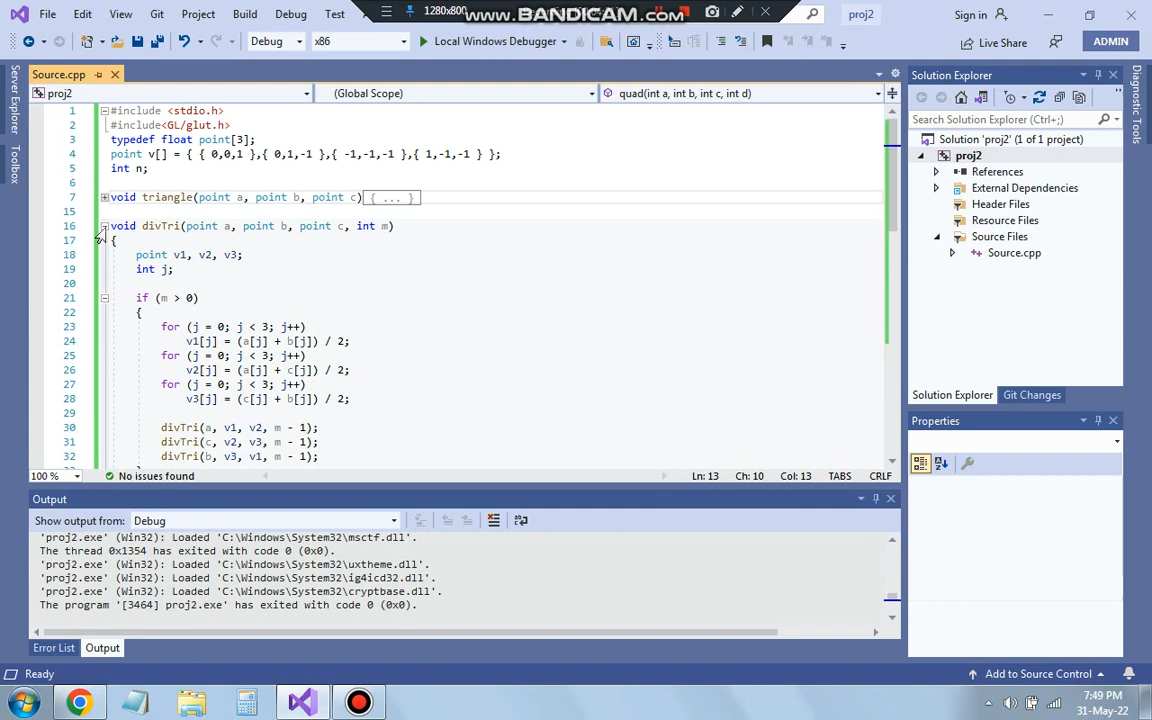 File Edit View Git Project Build Debug Test
1280x800
www.BANDICAM.com
proj2
Sign in
Debug x86 Local Windows Debugger Live Share ADMIN
Server Explorer
Toolbox
Source.cpp
proj2 (Global Scope) quad(int a, int b, int c, int d)
1 #include <stdio.h>
2 #include<GL/glut.h>
3 typedef float point[3];
4 point v[] = { { 0,0,1 },{ 0,1,-1 },{ -1,-1,-1 },{ 1,-1,-1 } };
5 int n;
6
7 void triangle(point a, point b, point c){ ... }
15
16 void divTri(point a, point b, point c, int m)
17 {
18 point v1, v2, v3;
19 int j;
20
21 if (m > 0)
22 {
23 for (j = 0; j < 3; j++)
24 v1[j] = (a[j] + b[j]) / 2;
25 for (j = 0; j < 3; j++)
26 v2[j] = (a[j] + c[j]) / 2;
27 for (j = 0; j < 3; j++)
28 v3[j] = (c[j] + b[j]) / 2;
29
30 divTri(a, v1, v2, m - 1);
31 divTri(c, v2, v3, m - 1);
32 divTri(b, v3, v1, m - 1);
100 % No issues found Ln: 13 Ch: 10 Col: 13 TABS CRLF
Output
Show output from: Debug
'proj2.exe' (Win32): Loaded 'C:\Windows\System32\msctf.dll'.
The thread 0x1354 has exited with code 0 (0x0).
'proj2.exe' (Win32): Loaded 'C:\Windows\System32\uxtheme.dll'.
'proj2.exe' (Win32): Loaded 'C:\Windows\System32\ig4icd32.dll'.
'proj2.exe' (Win32): Loaded 'C:\Windows\System32\cryptbase.dll'.
The program '[3464] proj2.exe' has exited with code 0 (0x0).
Error List Output
Solution Explorer
Search Solution Explorer (Ctrl+;)
Solution 'proj2' (1 of 1 project)
proj2
References
External Dependencies
Header Files
Resource Files
Source Files
Source.cpp
Solution Explorer Git Changes
Properties
Diagnostic Tools
Ready
Add to Source Control
7:49 PM
31-May-22